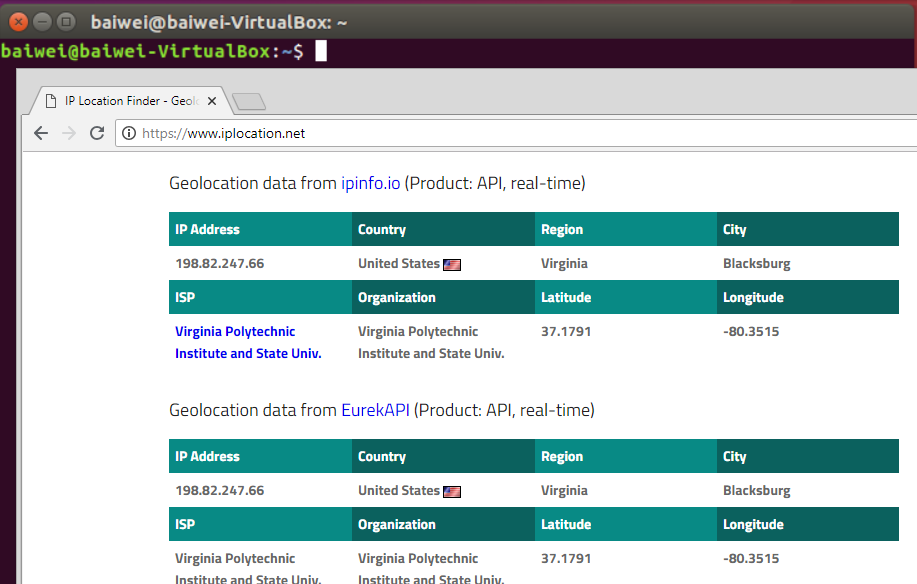 baiwei@baiwei-VirtualBox: ~
baiwei@baiwei-VirtualBox:~$
IP Location Finder - Geolo
https://www.iplocation.net
Geolocation data from ipinfo.io (Product: API, real-time)
IP Address Country Region City
198.82.247.66 United States Virginia Blacksburg
ISP Organization Latitude Longitude
Virginia Polytechnic Virginia Polytechnic 37.1791 -80.3515
Institute and State Univ. Institute and State Univ.
Geolocation data from EurekAPI (Product: API, real-time)
IP Address Country Region City
198.82.247.66 United States Virginia Blacksburg
ISP Organization Latitude Longitude
Virginia Polytechnic Virginia Polytechnic 37.1791 -80.3515
Institute and State Univ. Institute and State Univ.